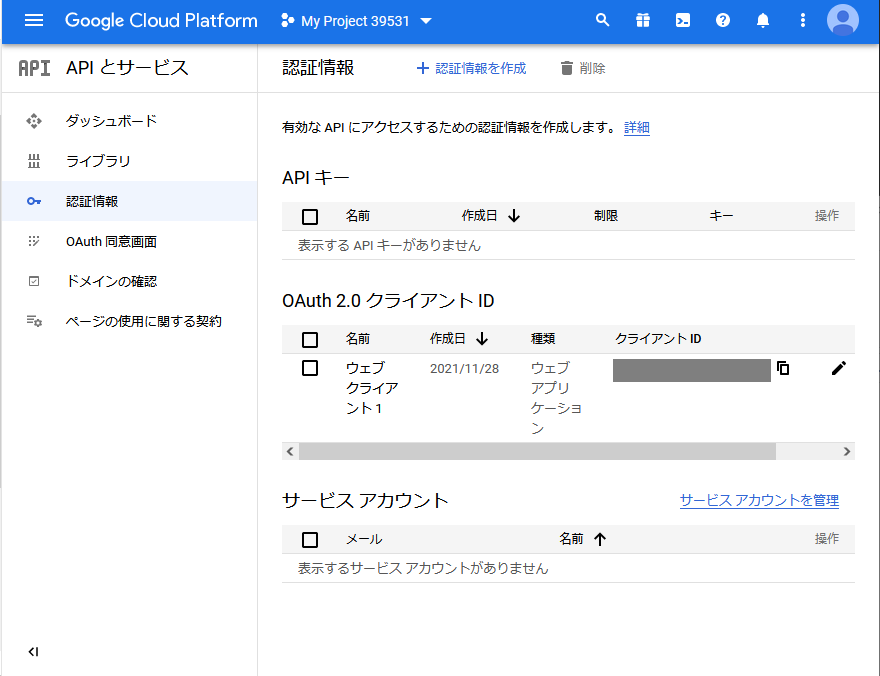 Google Cloud Platform My Project 39531
API API とサービス
認証情報 認証情報を作成 削除
ダッシュボード
ライブラリ
認証情報
OAuth 同意画面
ドメインの確認
ページの使用に関する契約
有効な API にアクセスするための認証情報を作成します。 詳細
API キー
名前 作成日 制限 キー 操作
表示する API キーがありません
OAuth 2.0 クライアント ID
名前 作成日 種類 クライアント ID
ウェブ 2021/11/28 ウェブ
クライア アプリ
ント 1 ケーショ
ン
サービス アカウント サービス アカウントを管理
メール 名前 操作
表示するサービス アカウントがありません